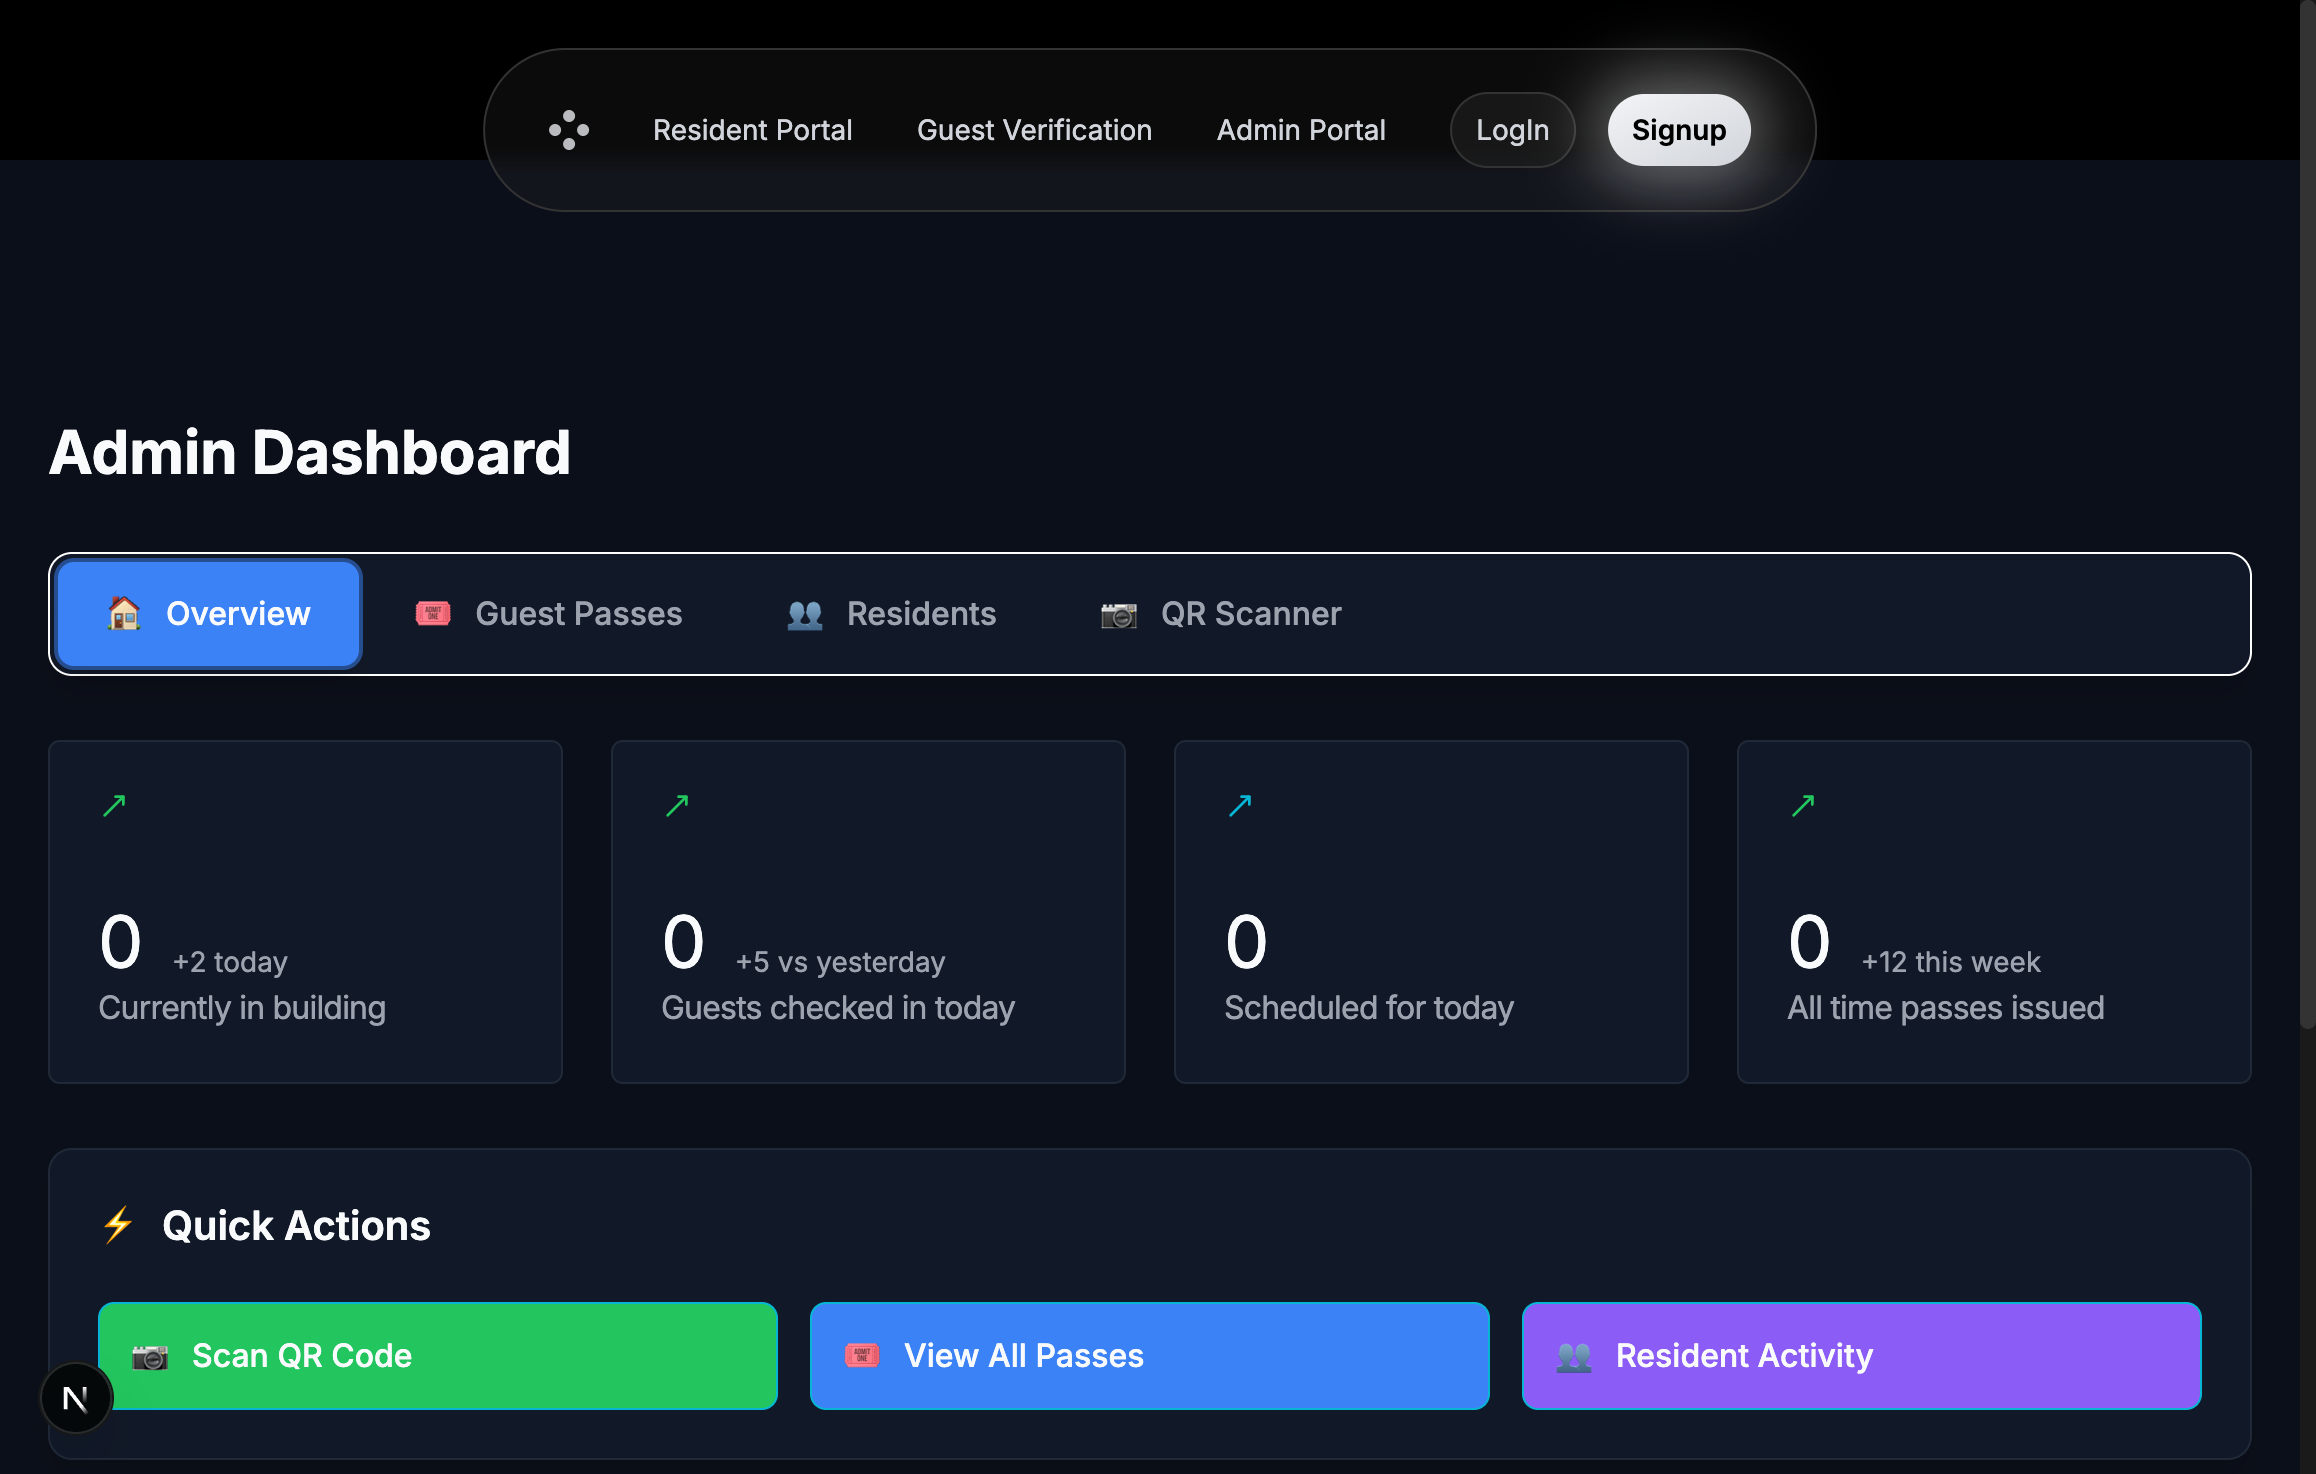 Resident Portal Guest Verification Admin Portal LogIn Signup
Admin Dashboard
Overview Guest Passes Residents QR Scanner
0 +2 today
Currently in building
0 +5 vs yesterday
Guests checked in today
0
Scheduled for today
0 +12 this week
All time passes issued
Quick Actions
Scan QR Code View All Passes Resident Activity
N